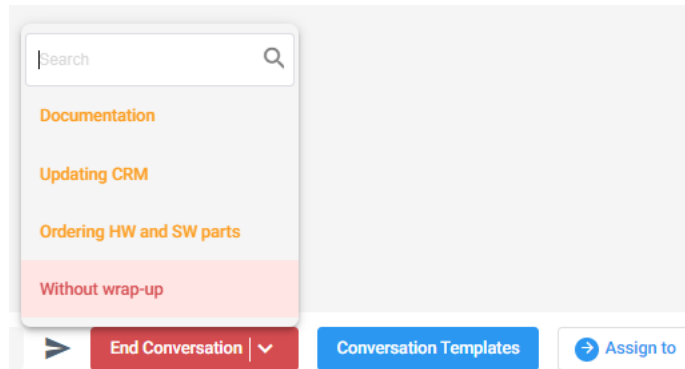 Search
Documentation
Updating CRM
Ordering HW and SW parts
Without wrap-up
End Conversation
Conversation Templates
Assign to